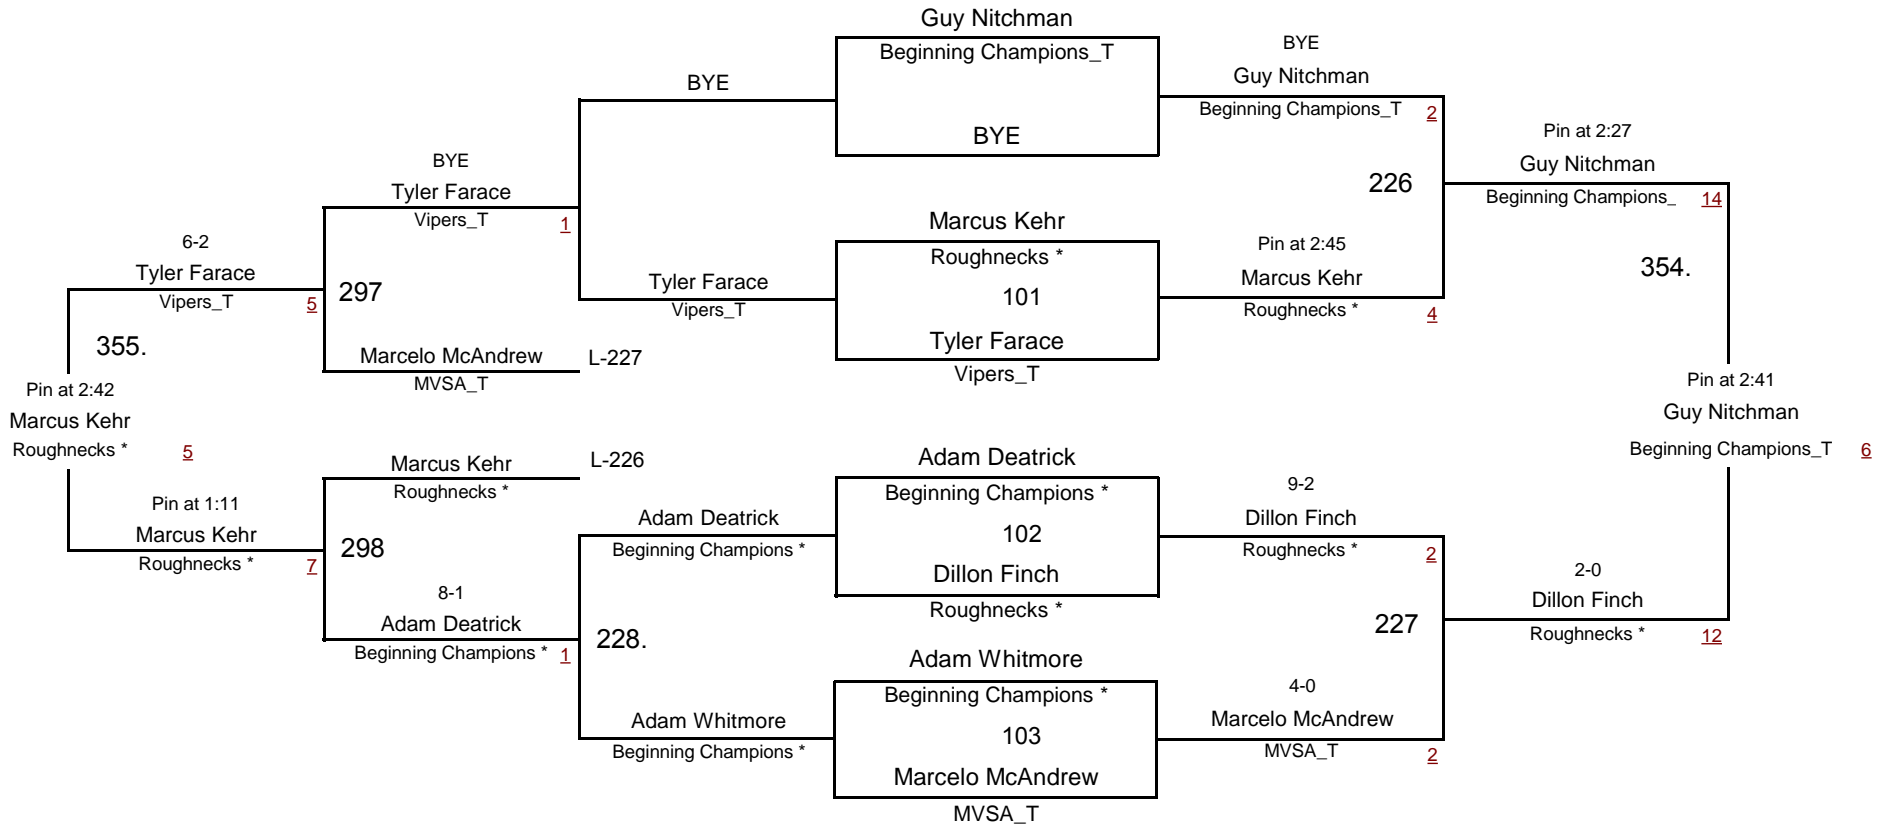 Guy Nitchman
Beginning Champions_T
BYE
BYE
Guy Nitchman
Beginning Champions_T 2
BYE
Pin at 2:27
Guy Nitchman
Beginning Champions_ 14
BYE
Tyler Farace
Vipers_T 1
226
354.
Marcus Kehr
Roughnecks *
101
Tyler Farace
Vipers_T
Pin at 2:45
Marcus Kehr
Roughnecks * 4
6-2
Tyler Farace
Vipers_T 5
297
Tyler Farace
Vipers_T
355.
Marcelo McAndrew L-227
MVSA_T
Pin at 2:42
Marcus Kehr
Roughnecks * 5
Pin at 2:41
Guy Nitchman
Beginning Champions_T 6
Marcus Kehr L-226
Roughnecks *
Adam Deatrick
Beginning Champions *
102
Dillon Finch
Roughnecks *
9-2
Dillon Finch
Roughnecks * 2
Pin at 1:11
Marcus Kehr
Roughnecks * 7
298
Adam Deatrick
Beginning Champions *
8-1
Adam Deatrick
Beginning Champions * 1
228.
227
2-0
Dillon Finch
Roughnecks * 12
Adam Whitmore
Beginning Champions *
103
Marcelo McAndrew
MVSA_T
Adam Whitmore
Beginning Champions *
4-0
Marcelo McAndrew
MVSA_T 2